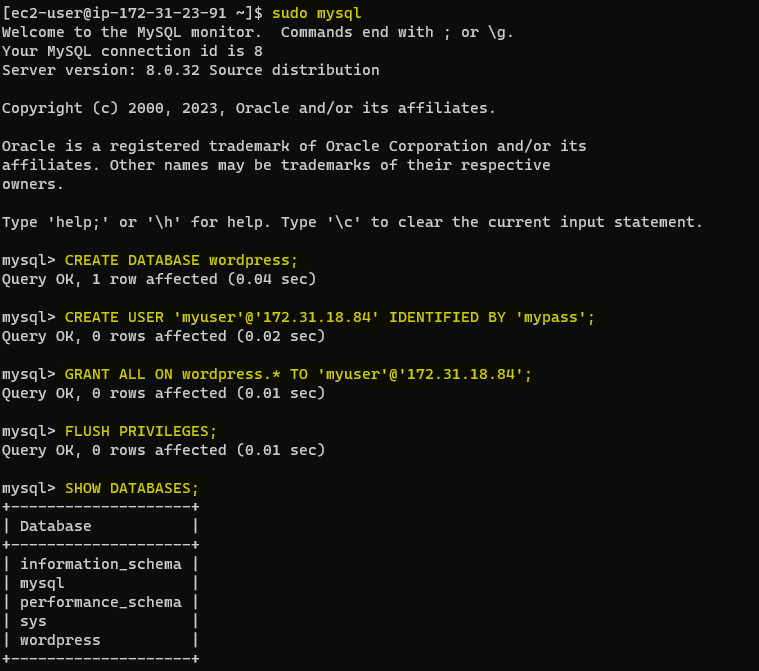 [ec2-user@ip-172-31-23-91 ~]$ sudo mysql
Welcome to the MySQL monitor.  Commands end with ; or \g.
Your MySQL connection id is 8
Server version: 8.0.32 Source distribution
Copyright (c) 2000, 2023, Oracle and/or its affiliates.
Oracle is a registered trademark of Oracle Corporation and/or its
affiliates. Other names may be trademarks of their respective
owners.
Type 'help;' or '\h' for help. Type '\c' to clear the current input statement.
mysql> CREATE DATABASE wordpress;
Query OK, 1 row affected (0.04 sec)
mysql> CREATE USER 'myuser'@'172.31.18.84' IDENTIFIED BY 'mypass';
Query OK, 0 rows affected (0.02 sec)
mysql> GRANT ALL ON wordpress.* TO 'myuser'@'172.31.18.84';
Query OK, 0 rows affected (0.01 sec)
mysql> FLUSH PRIVILEGES;
Query OK, 0 rows affected (0.01 sec)
mysql> SHOW DATABASES;
+--------------------+
| Database           |
+--------------------+
| information_schema |
| mysql              |
| performance_schema |
| sys                |
| wordpress          |
+--------------------+